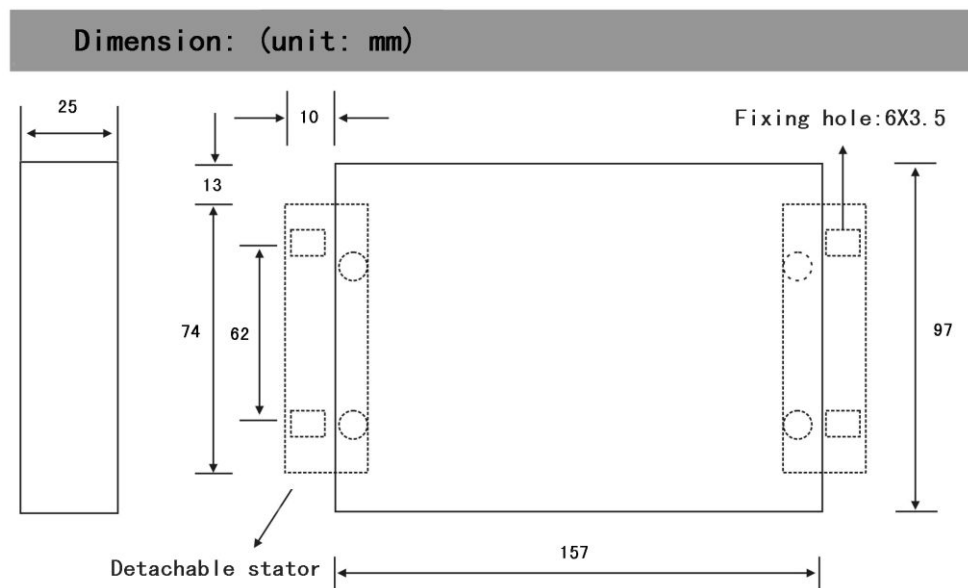 Dimension: (unit: mm)
25
10
Fixing hole:6X3.5
13
74
62
97
157
Detachable stator